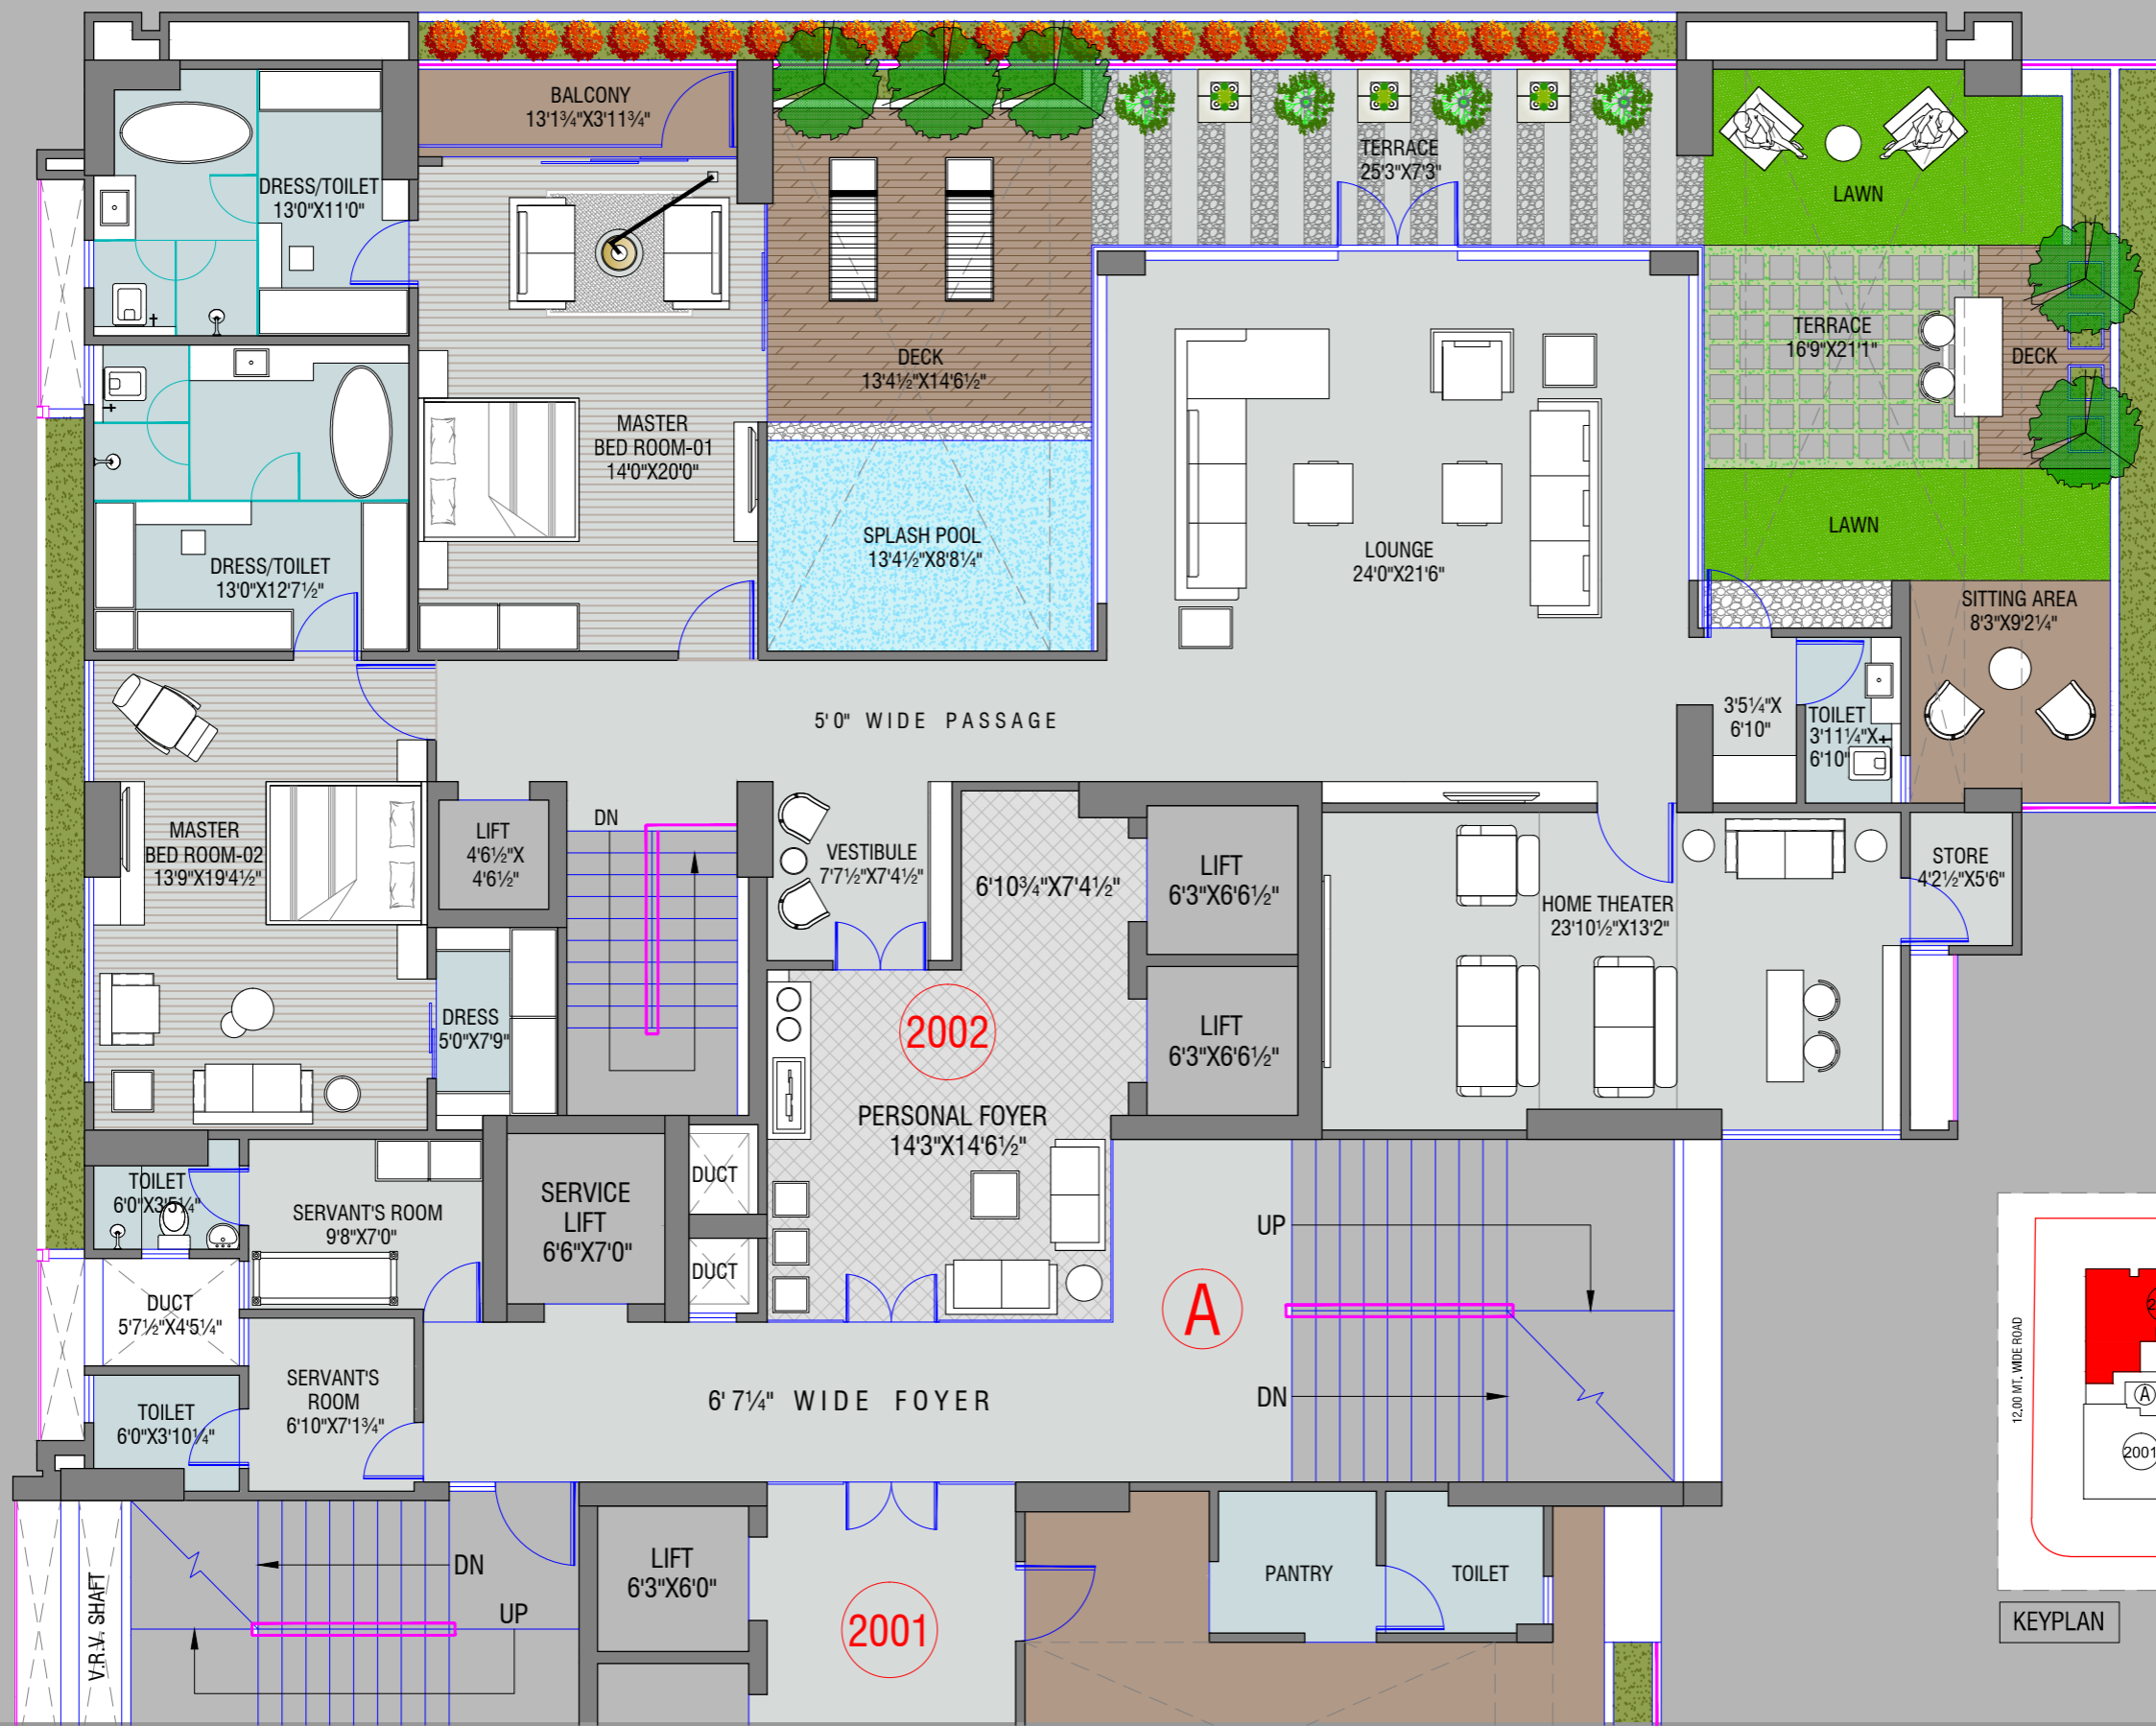 BALCONY
13'1¾"X3'11¾"
TERRACE
25'3"X7'3"
DRESS/TOILET
13'0"X11'0"
LAWN
TERRACE
16'9"X21'1"
DECK
DECK
13'4½"X14'6½"
MASTER
BED ROOM-01
14'0"X20'0"
LAWN
SPLASH POOL
13'4½"X8'8¼"
LOUNGE
24'0"X21'6"
DRESS/TOILET
13'0"X12'7½"
SITTING AREA
8'3"X9'2¼"
5'0" WIDE PASSAGE
3'5¼"X
6'10"
TOILET
3'11¼"X
6'10"
MASTER
BED ROOM-02
13'9"X19'4½"
LIFT
4'6½"X
4'6½"
DN
VESTIBULE
7'7½"X7'4½"
6'10¾"X7'4½"
LIFT
6'3"X6'6½"
HOME THEATER
23'10½"X13'2"
STORE
4'2½"X5'6"
DRESS
5'0"X7'9"
2002
LIFT
6'3"X6'6½"
PERSONAL FOYER
14'3"X14'6½"
TOILET
6'0"X3'5¼"
SERVANT'S ROOM
9'8"X7'0"
SERVICE
LIFT
6'6"X7'0"
DUCT
DUCT
UP
A
DUCT
5'7½"X4'5¼"
SERVANT'S
ROOM
6'10"X7'1¾"
TOILET
6'0"X3'10¼"
6' 7¼" WIDE FOYER
DN
12.00 MT. WIDE ROAD
A
2001
KEYPLAN
DN
UP
V.R.V. SHAFT
LIFT
6'3"X6'0"
2001
PANTRY
TOILET